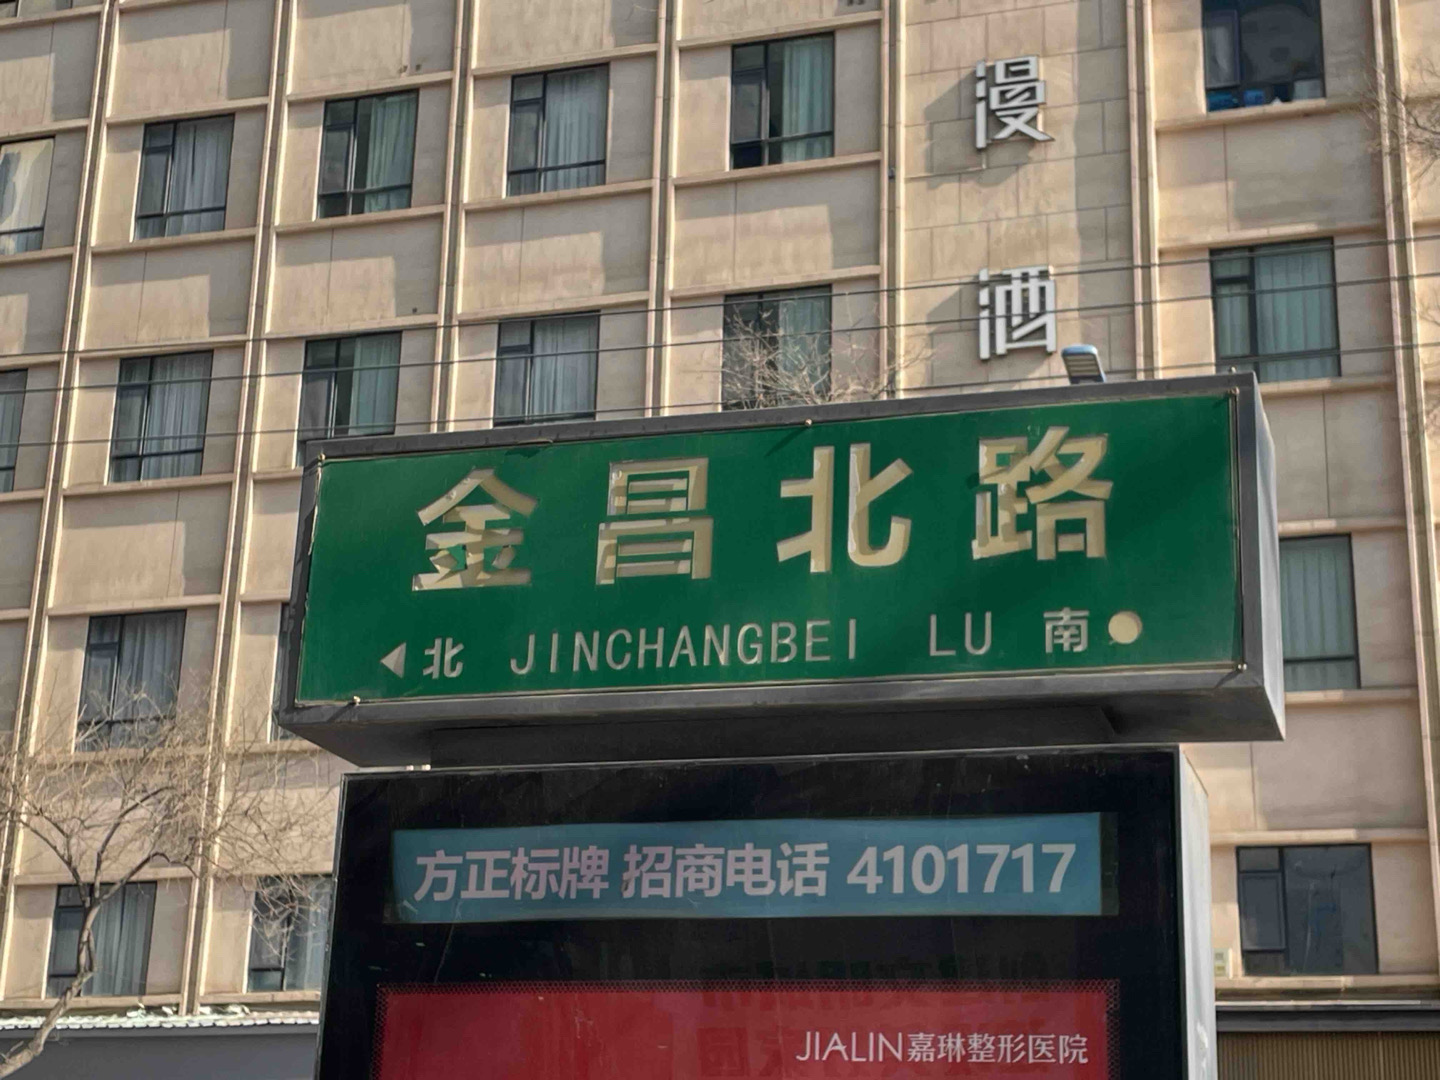 漫
酒
金昌北路
北 JINCHANGBEI LU 南
方正标牌 招商电话 4101717
JIALIN嘉琳整形医院